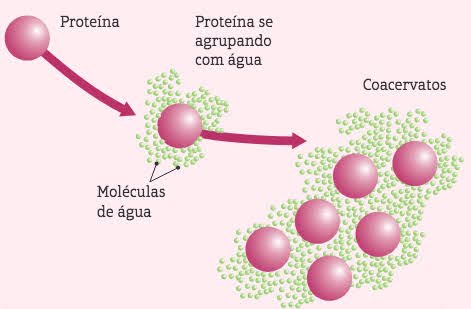 Proteína
Proteína se
agrupando
com água
Coacervatos
Moléculas
de água